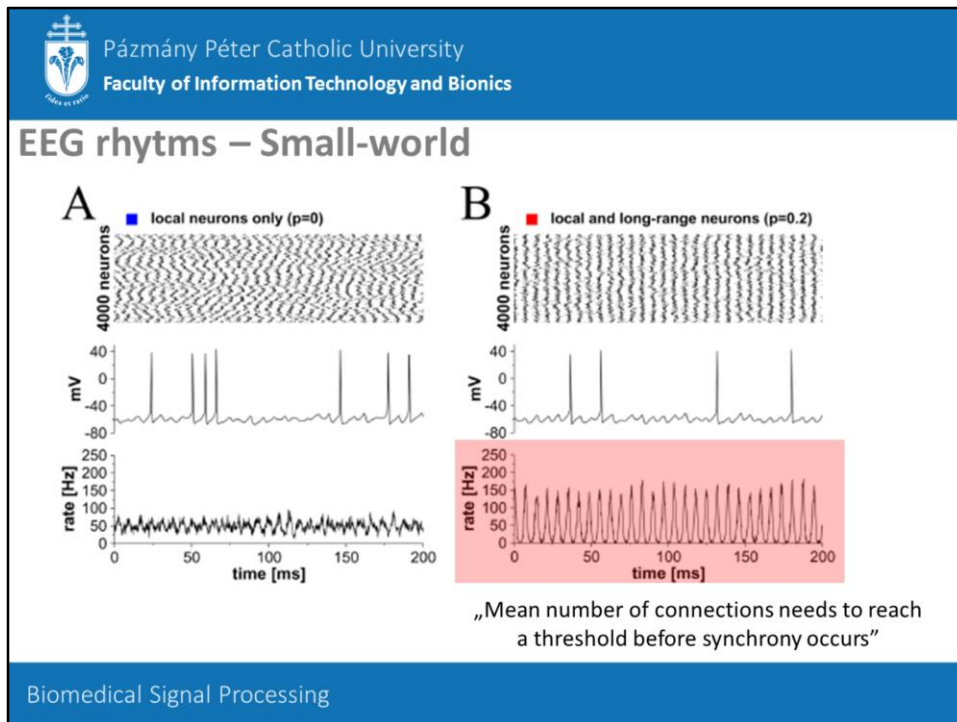 Pázmány Péter Catholic University
Faculty of Information Technology and Bionics
fides et ratio
EEG rhytms – Small-world
A
local neurons only (p=0)
4000 neurons
40
0
-40
-80
mV
250
200
150
100
50
0
rate [Hz]
0 50 100 150 200
time [ms]
B
local and long-range neurons (p=0.2)
4000 neurons
40
0
-40
-80
mV
250
200
150
100
50
0
rate [Hz]
0 50 100 150 200
time [ms]
„Mean number of connections needs to reach
a threshold before synchrony occurs”
Biomedical Signal Processing